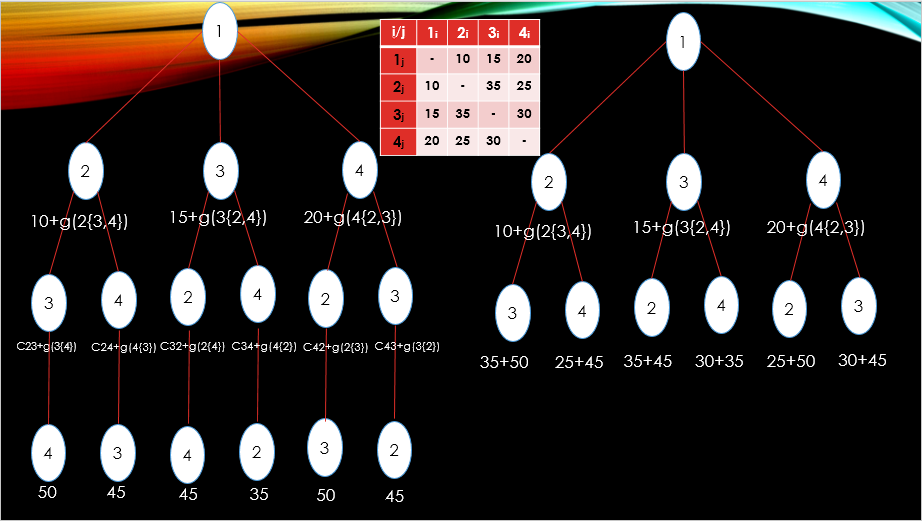 1
i/j 1i 2i 3i 4i
1j - 10 15 20
2j 10 - 35 25
3j 15 35 - 30
4j 20 25 30 -
1
2 3 4
10+g(2{3,4}) 15+g(3{2,4}) 20+g(4{2,3})
3 4 2 4 2 3
C23+g(3{4}) C24+g(4{3}) C32+g(2{4}) C34+g(4{2}) C42+g(2{3}) C43+g(3{2})
4 3 4 2 3 2
50 45 45 35 50 45
2 3 4
10+g(2{3,4}) 15+g(3{2,4}) 20+g(4{2,3})
3 4 2 4 2 3
35+50 25+45 35+45 30+35 25+50 30+45